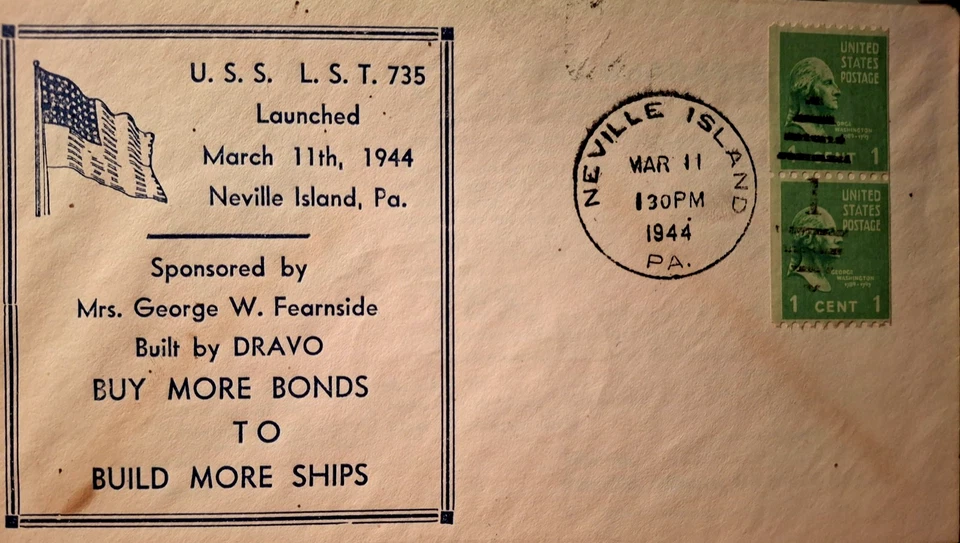 U. S. S. L. S. T. 735
Launched
March 11th, 1944
Neville Island, Pa.
Sponsored by
Mrs. George W. Fearnside
Built by DRAVO
BUY MORE BONDS
TO
BUILD MORE SHIPS
NEVILLE ISLAND
MAR 11
130PM
1944
PA.
UNITED
STATES
POSTAGE
WASHINGTON
1
UNITED
STATES
POSTAGE
GEORGE
WASHINGTON
1 CENT 1